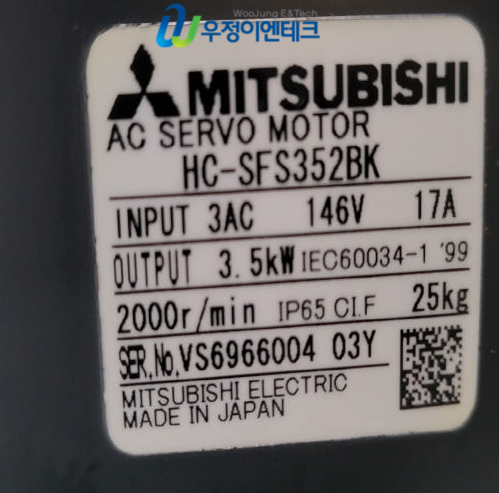 WooJung E&Tech
우정이엔테크
MITSUBISHI
AC SERVO MOTOR
HC-SFS352BK
INPUT 3AC 146V 17A
OUTPUT 3.5kW IEC60034-1 '99
2000r/min IP65 CI.F 25kg
SER.No.VS6966004 03Y
MITSUBISHI ELECTRIC
MADE IN JAPAN